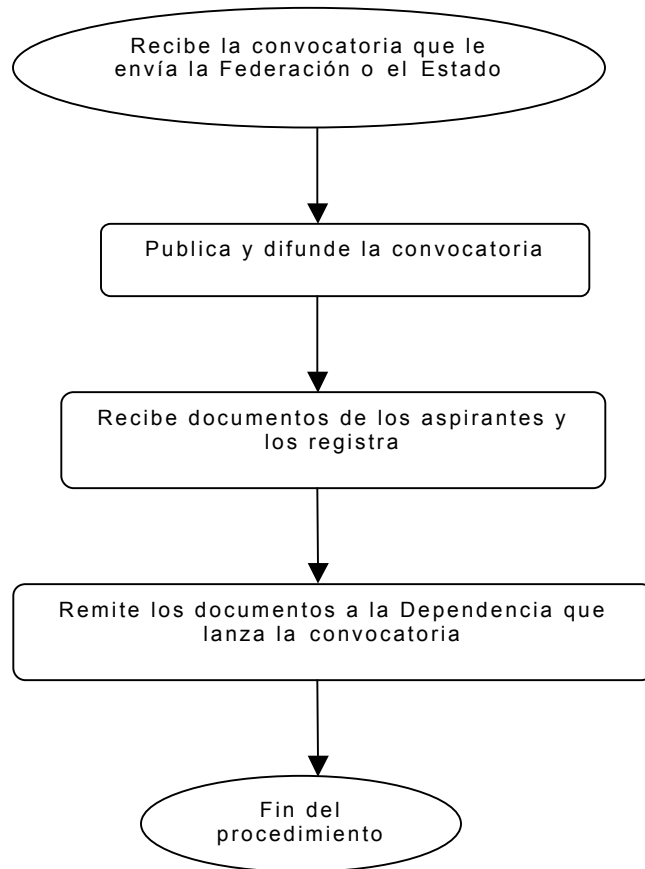 Recibe la convocatoria que le
envía la Federación o el Estado
Publica y difunde la convocatoria
Recibe documentos de los aspirantes y
los registra
Remite los documentos a la Dependencia que
lanza la convocatoria
Fin del
procedimiento